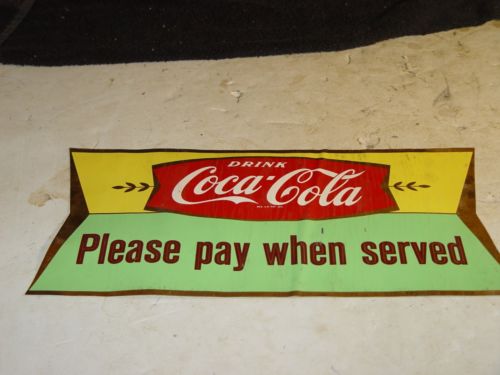 DRINK
Coca-Cola
Please pay when served